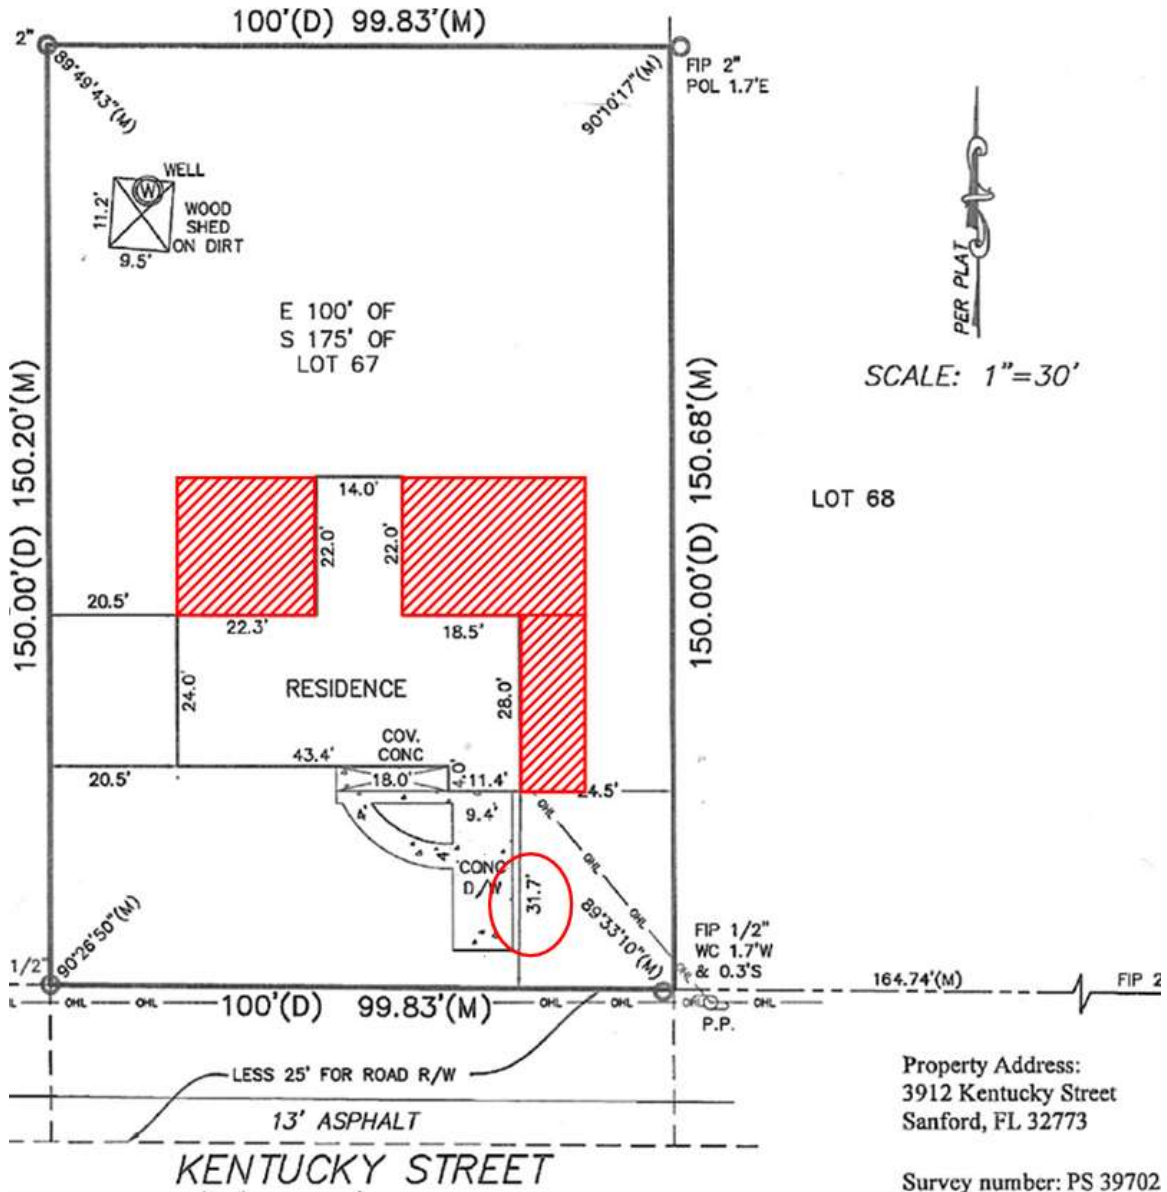 100'(D) 99.83'(M)
2"
89°49'43"(M)
90°10'17"(M)
FIP 2"
POL 1.7'E
WELL
W
11.2'
WOOD
SHED
ON DIRT
9.5'
PER PLAT
E 100' OF
S 175' OF
LOT 67
SCALE: 1"=30'
150.00'(D) 150.20'(M)
150.00'(D) 150.68'(M)
LOT 68
14.0'
22.0'
22.0'
20.5'
22.3'
18.5'
24.0'
RESIDENCE
28.0'
COV.
CONC
43.4'
20.5'
18.0'
4.0'
11.4'
24.5'
OHL
4'
9.4'
OHL
4'
CONC
D/W
31.7'
OHL
89°33'10"(M)
90°26'50"(M)
FIP 1/2"
WC 1.7'W
& 0.3'S
1/2"
OHL
164.74'(M)
FIP 2
OHL
OHL
100'(D) 99.83'(M)
OHL
OHL
OHL
OHL
P.P.
LESS 25' FOR ROAD R/W
13' ASPHALT
KENTUCKY STREET
Property Address:
3912 Kentucky Street
Sanford, FL 32773
Survey number: PS 39702